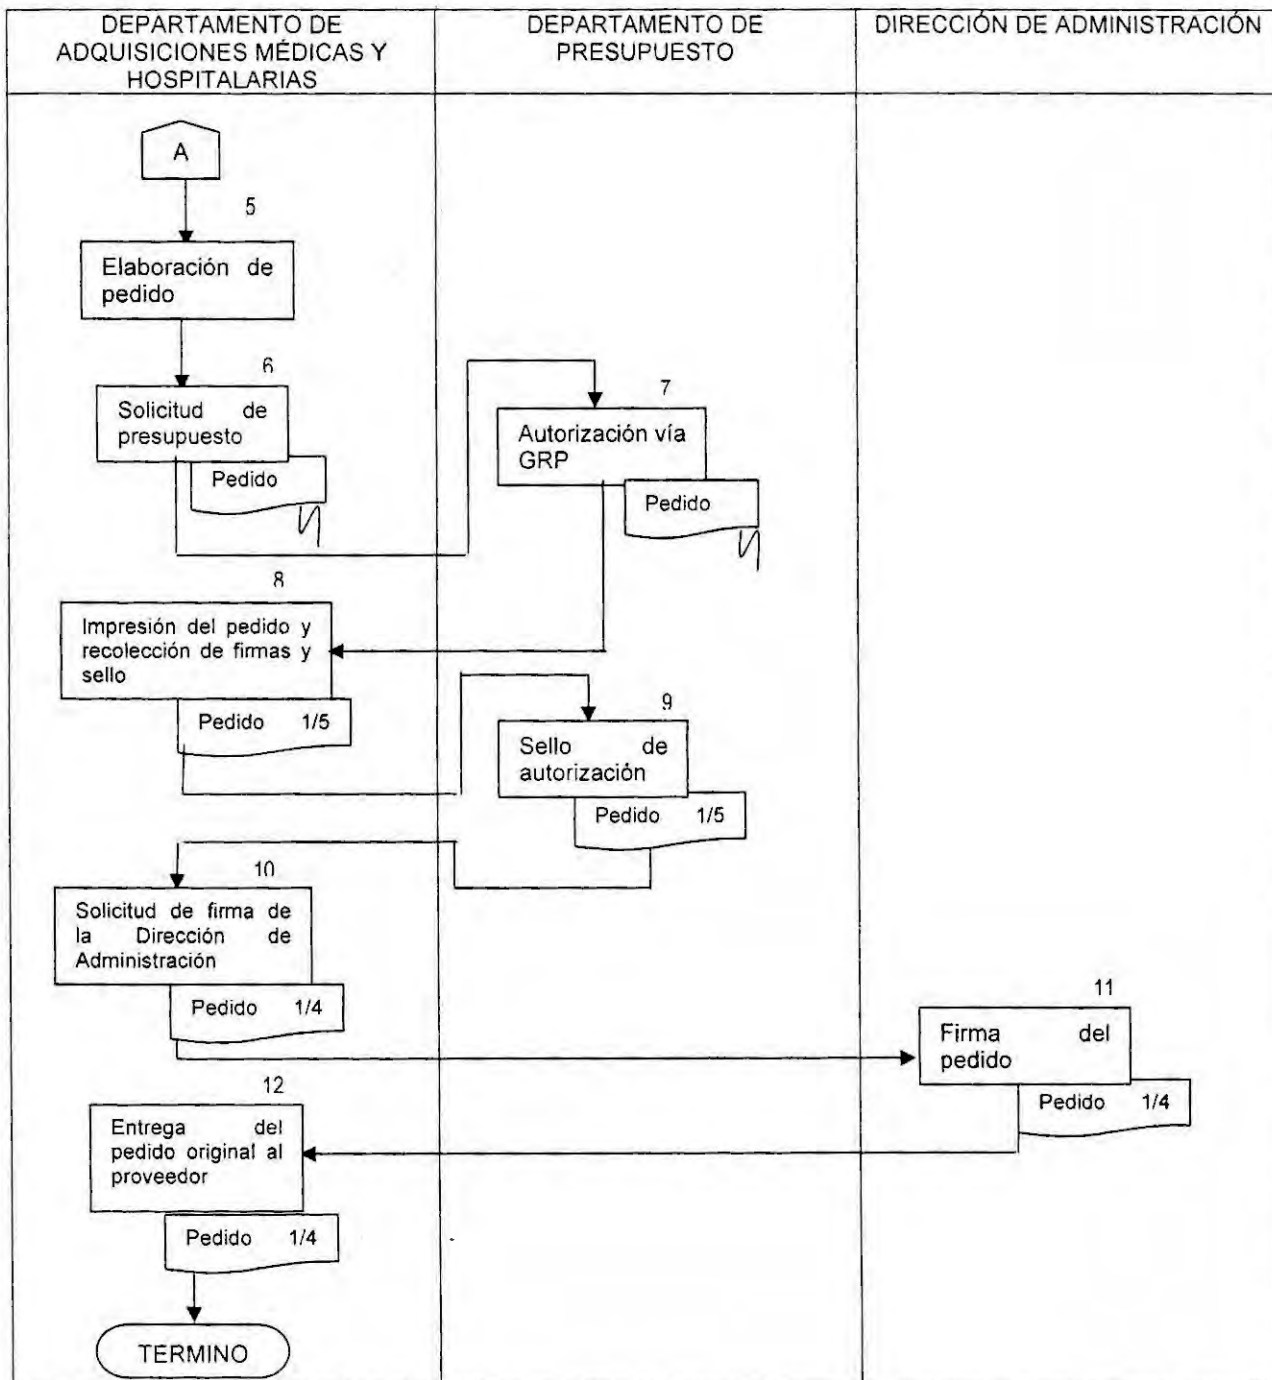 DEPARTAMENTO DE
ADQUISICIONES MÉDICAS Y
HOSPITALARIAS
DEPARTAMENTO DE
PRESUPUESTO
DIRECCIÓN DE ADMINISTRACIÓN
A
5
Elaboración de
pedido
6
Solicitud de
presupuesto
Pedido
7
Autorización vía
GRP
Pedido
8
Impresión del pedido y
recolección de firmas y
sello
Pedido 1/5
9
Sello de
autorización
Pedido 1/5
10
Solicitud de firma de
la Dirección de
Administración
Pedido 1/4
11
Firma del
pedido
Pedido 1/4
12
Entrega del
pedido original al
proveedor
Pedido 1/4
TERMINO